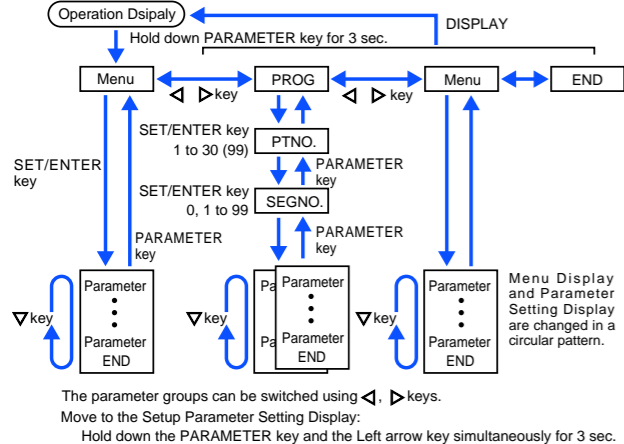 Operation Dsipaly
DISPLAY
Hold down PARAMETER key for 3 sec.
Menu
PROG
Menu
END
key
key
SET/ENTER key
1 to 30 (99)
PTNO.
PARAMETER
key
SET/ENTER
key
SET/ENTER key
0, 1 to 99
SEGNO.
PARAMETER
key
PARAMETER
key
Parameter
Parameter
END
key
Pa
Parameter
Parameter
END
key
Parameter
Parameter
END
key
Menu Display
and Parameter
Setting Display
are changed in a
circular pattern.
The parameter groups can be switched using ◁, ▷ keys.
Move to the Setup Parameter Setting Display:
Hold down the PARAMETER key and the Left arrow key simultaneously for 3 sec.